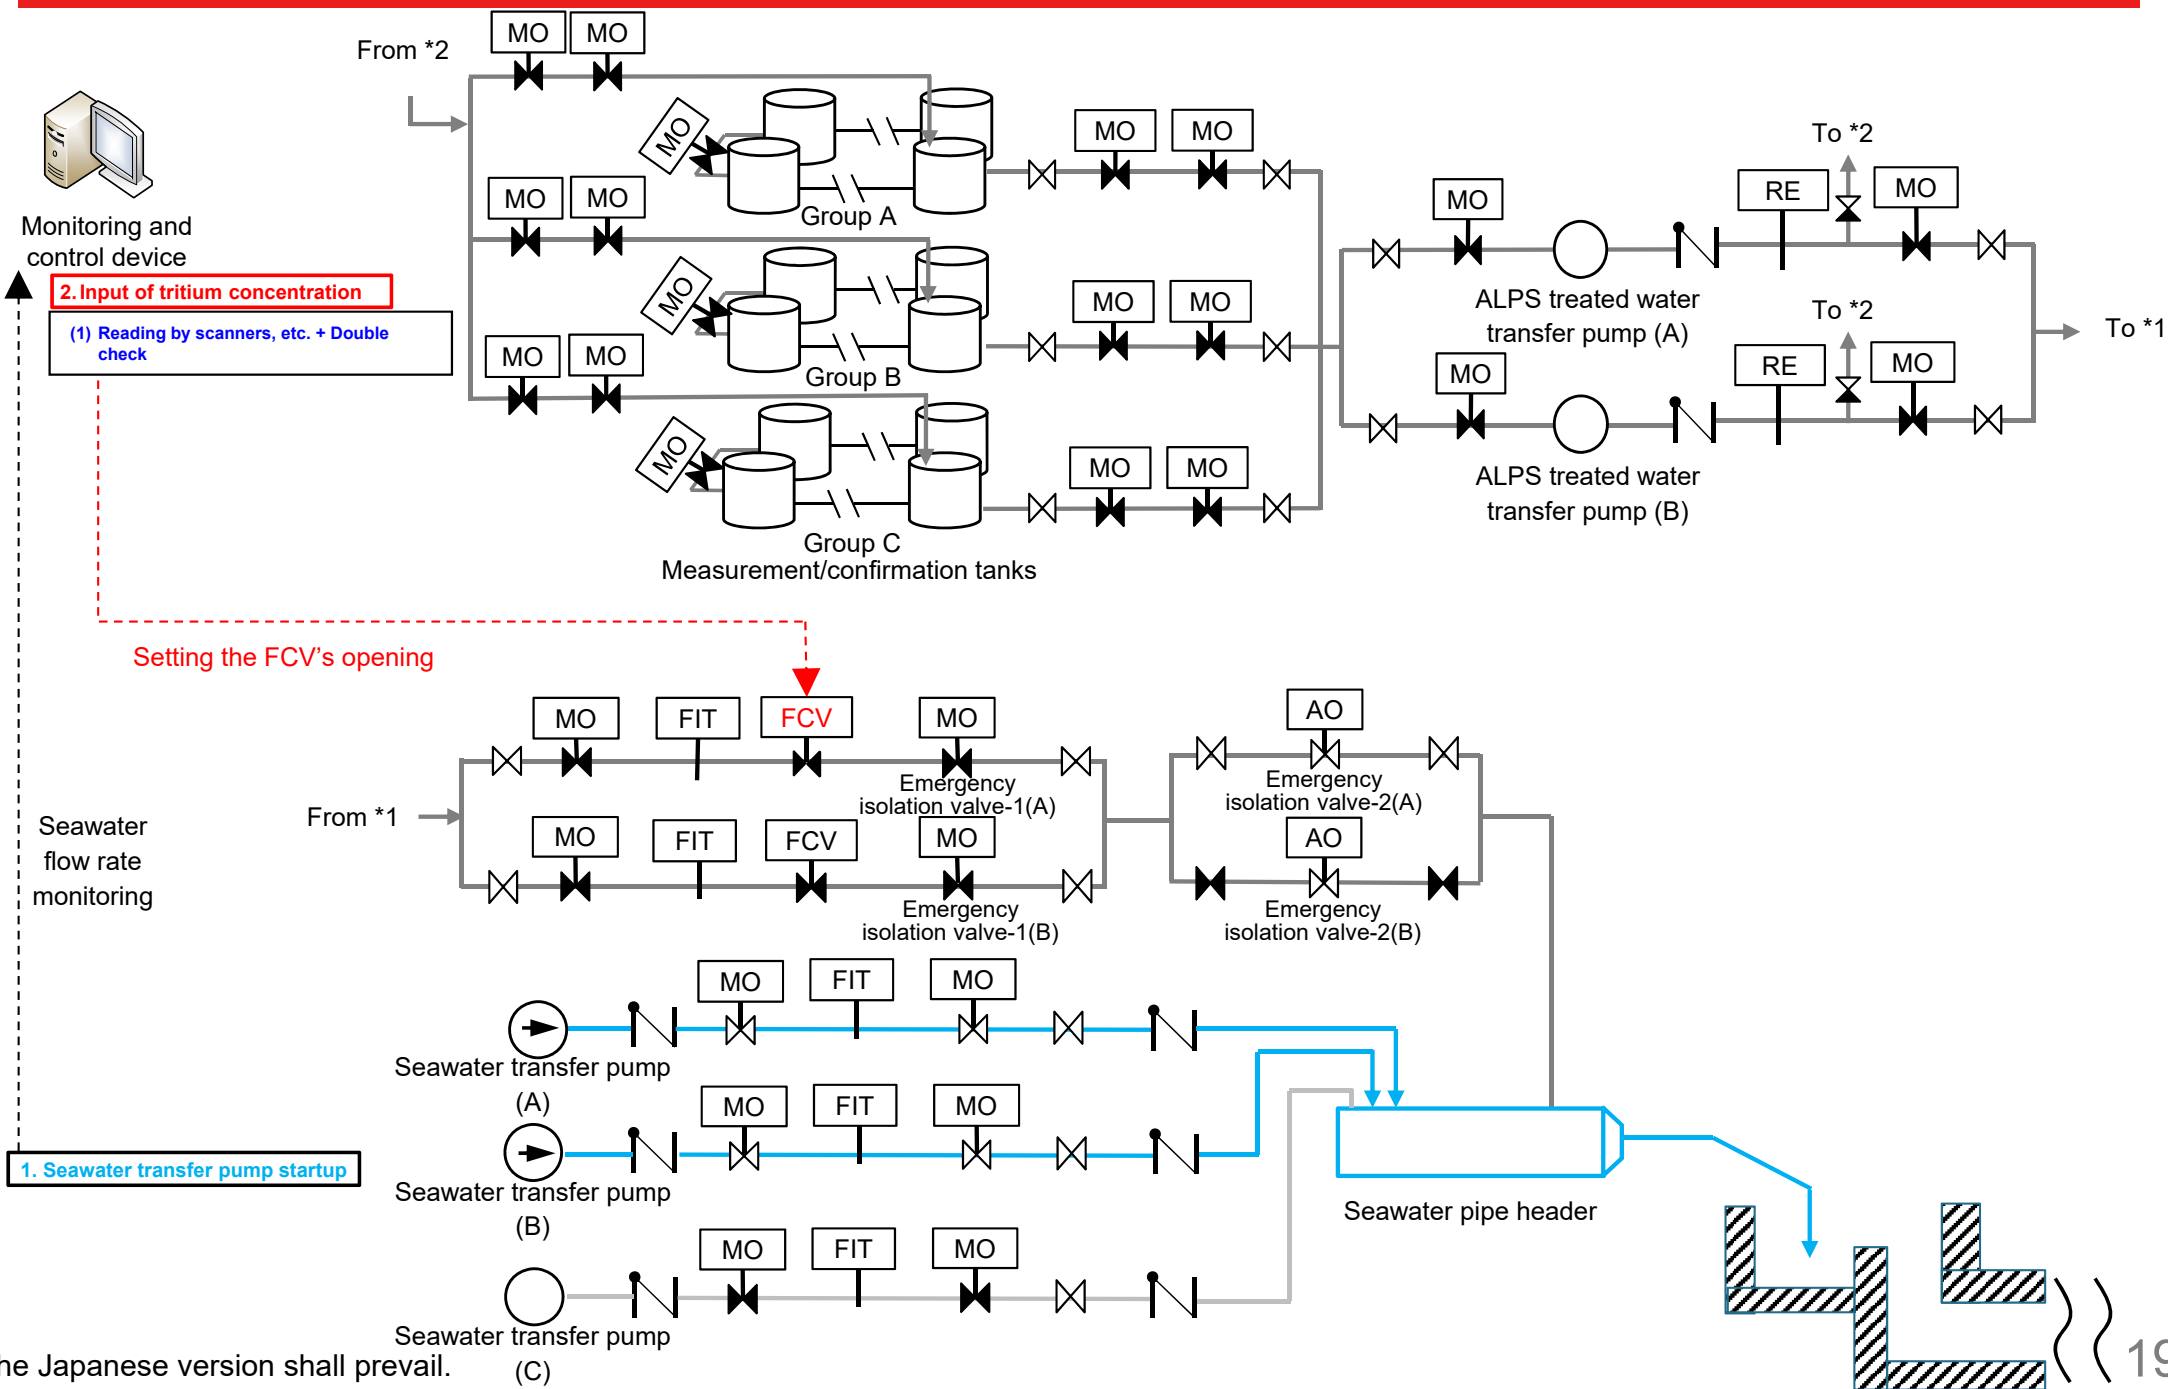 MO
MO
From *2
MO
MO
MO
To *2
MO
RE
MO
MO
MO
Group A
Monitoring and
control device
2. Input of tritium concentration
(1) Reading by scanners, etc. + Double
check
MO
MO
MO
ALPS treated water
transfer pump (A)
To *2
To *1
MO
MO
Group B
MO
RE
MO
MO
MO
MO
ALPS treated water
transfer pump (B)
Group C
Measurement/confirmation tanks
Setting the FCV's opening
MO
FIT
FCV
MO
AO
Emergency
isolation valve-1(A)
Emergency
isolation valve-2(A)
From *1
MO
FIT
FCV
MO
AO
Emergency
isolation valve-1(B)
Emergency
isolation valve-2(B)
Seawater
flow rate
monitoring
MO
FIT
MO
Seawater transfer pump
(A)
MO
FIT
MO
1. Seawater transfer pump startup
Seawater transfer pump
(B)
Seawater pipe header
MO
FIT
MO
Seawater transfer pump
(C)
he Japanese version shall prevail.
19